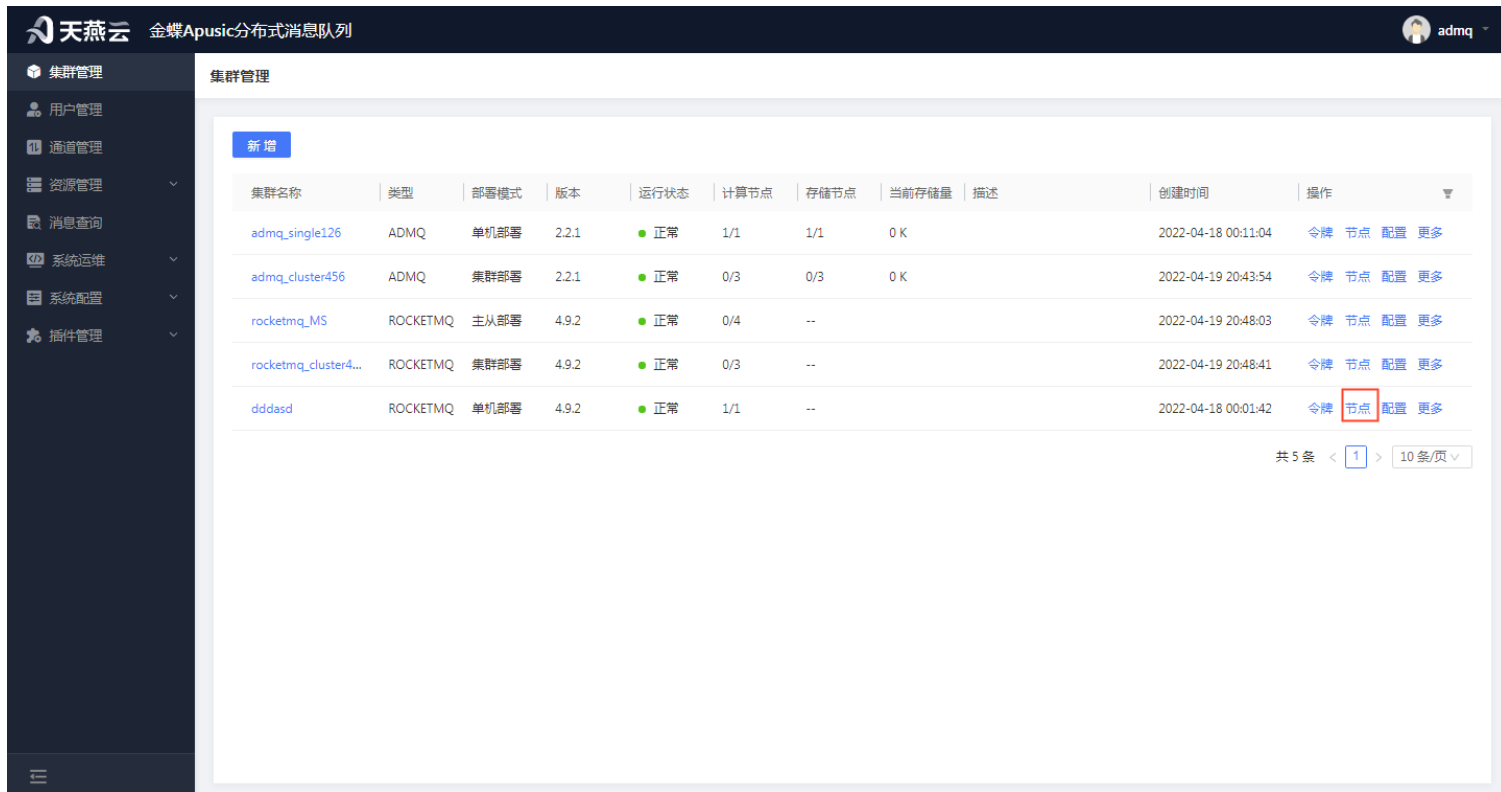 天燕云 金蝶Apusic分布式消息队列 admq
集群管理
用户管理
通道管理
资源管理
消息查询
系统运维
系统配置
插件管理
集群管理
新增
集群名称 类型 部署模式 版本 运行状态 计算节点 存储节点 当前存储量 描述 创建时间 操作
admq_single126 ADMQ 单机部署 2.2.1 正常 1/1 1/1 0 K 2022-04-18 00:11:04 令牌 节点 配置 更多
admq_cluster456 ADMQ 集群部署 2.2.1 正常 0/3 0/3 0 K 2022-04-19 20:43:54 令牌 节点 配置 更多
rocketmq_MS ROCKETMQ 主从部署 4.9.2 正常 0/4 -- 2022-04-19 20:48:03 令牌 节点 配置 更多
rocketmq_cluster4... ROCKETMQ 集群部署 4.9.2 正常 0/3 -- 2022-04-19 20:48:41 令牌 节点 配置 更多
dddasd ROCKETMQ 单机部署 4.9.2 正常 1/1 -- 2022-04-18 00:01:42 令牌 节点 配置 更多
共 5 条 < 1 > 10 条/页